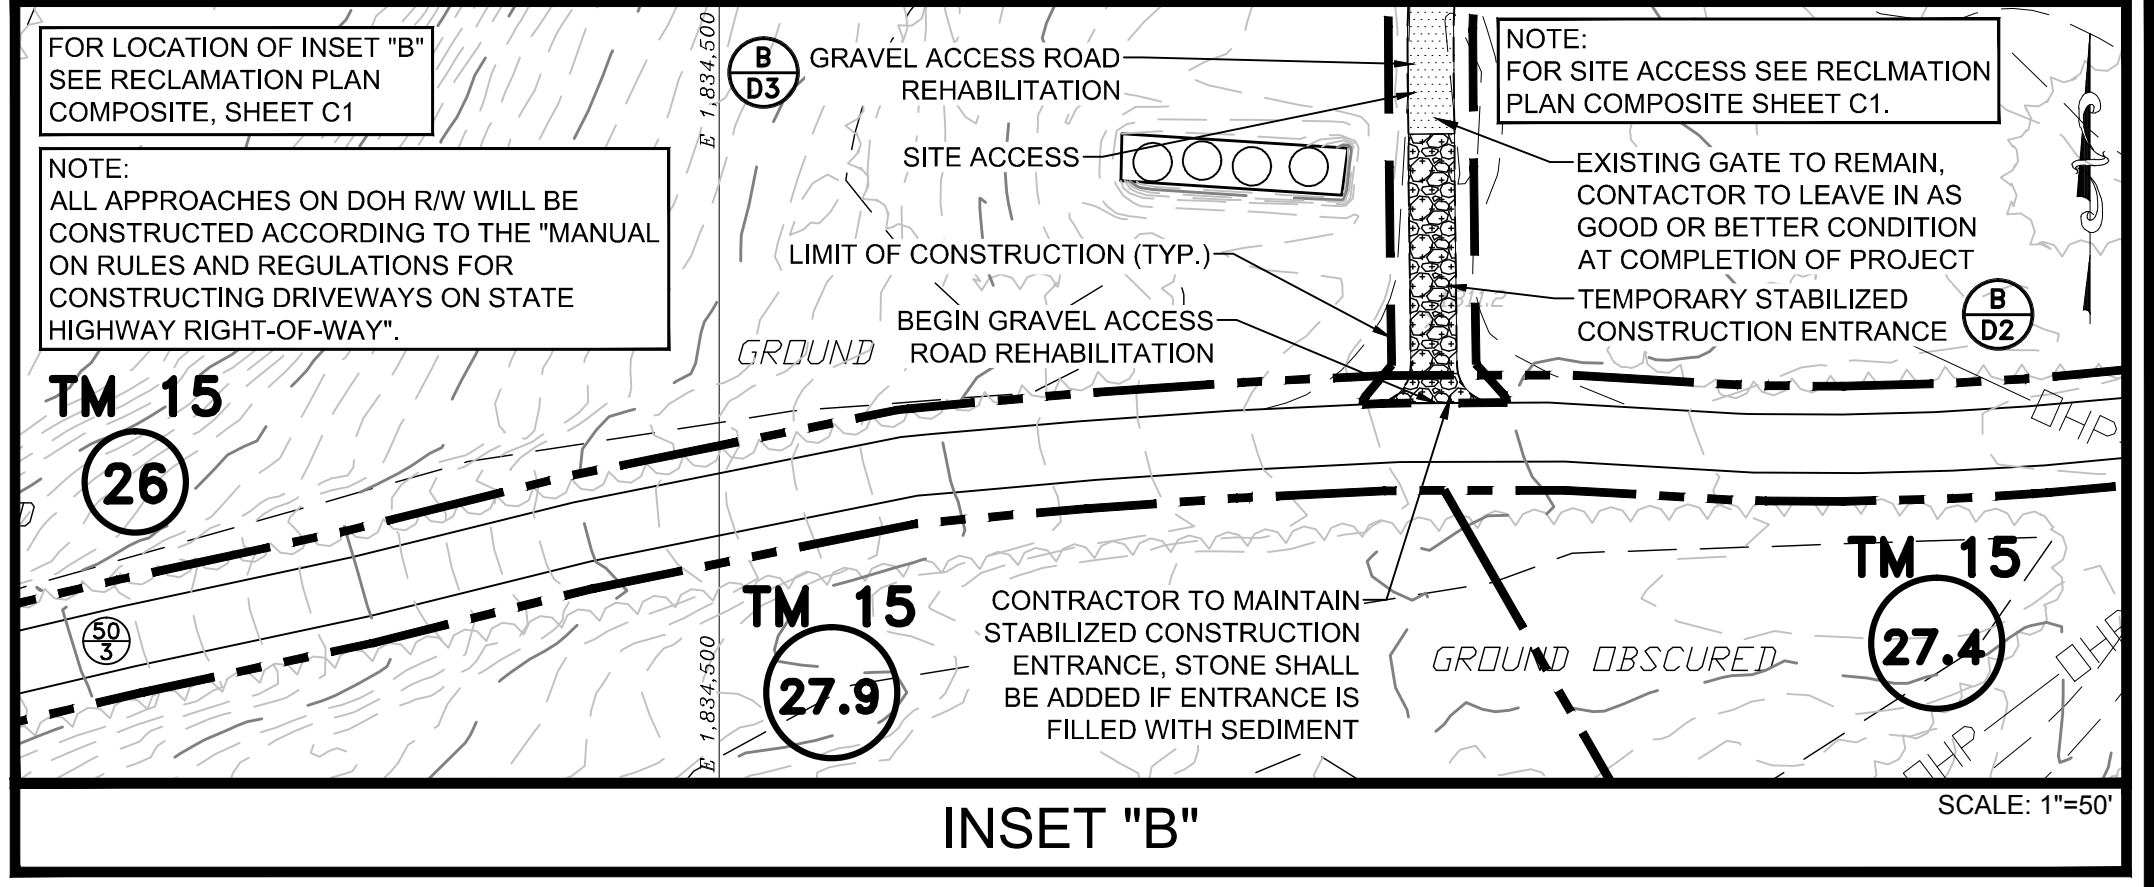 FOR LOCATION OF INSET "B"
SEE RECLAMATION PLAN
COMPOSITE, SHEET C1
NOTE:
ALL APPROACHES ON DOH R/W WILL BE
CONSTRUCTED ACCORDING TO THE "MANUAL
ON RULES AND REGULATIONS FOR
CONSTRUCTING DRIVEWAYS ON STATE
HIGHWAY RIGHT-OF-WAY".
E 1,834,500
B
D3
GRAVEL ACCESS ROAD
REHABILITATION
SITE ACCESS
LIMIT OF CONSTRUCTION (TYP.)
BEGIN GRAVEL ACCESS
ROAD REHABILITATION
GROUND
NOTE:
FOR SITE ACCESS SEE RECLMATION
PLAN COMPOSITE SHEET C1.
EXISTING GATE TO REMAIN,
CONTACTOR TO LEAVE IN AS
GOOD OR BETTER CONDITION
AT COMPLETION OF PROJECT
TEMPORARY STABILIZED
CONSTRUCTION ENTRANCE
B
D2
TM 15
26
OHP
50
3
E 1,834,500
TM 15
27.9
CONTRACTOR TO MAINTAIN
STABILIZED CONSTRUCTION
ENTRANCE, STONE SHALL
BE ADDED IF ENTRANCE IS
FILLED WITH SEDIMENT
GROUND OBSCURED
TM 15
27.4
OHP
OHP
INSET "B"
SCALE: 1"=50'